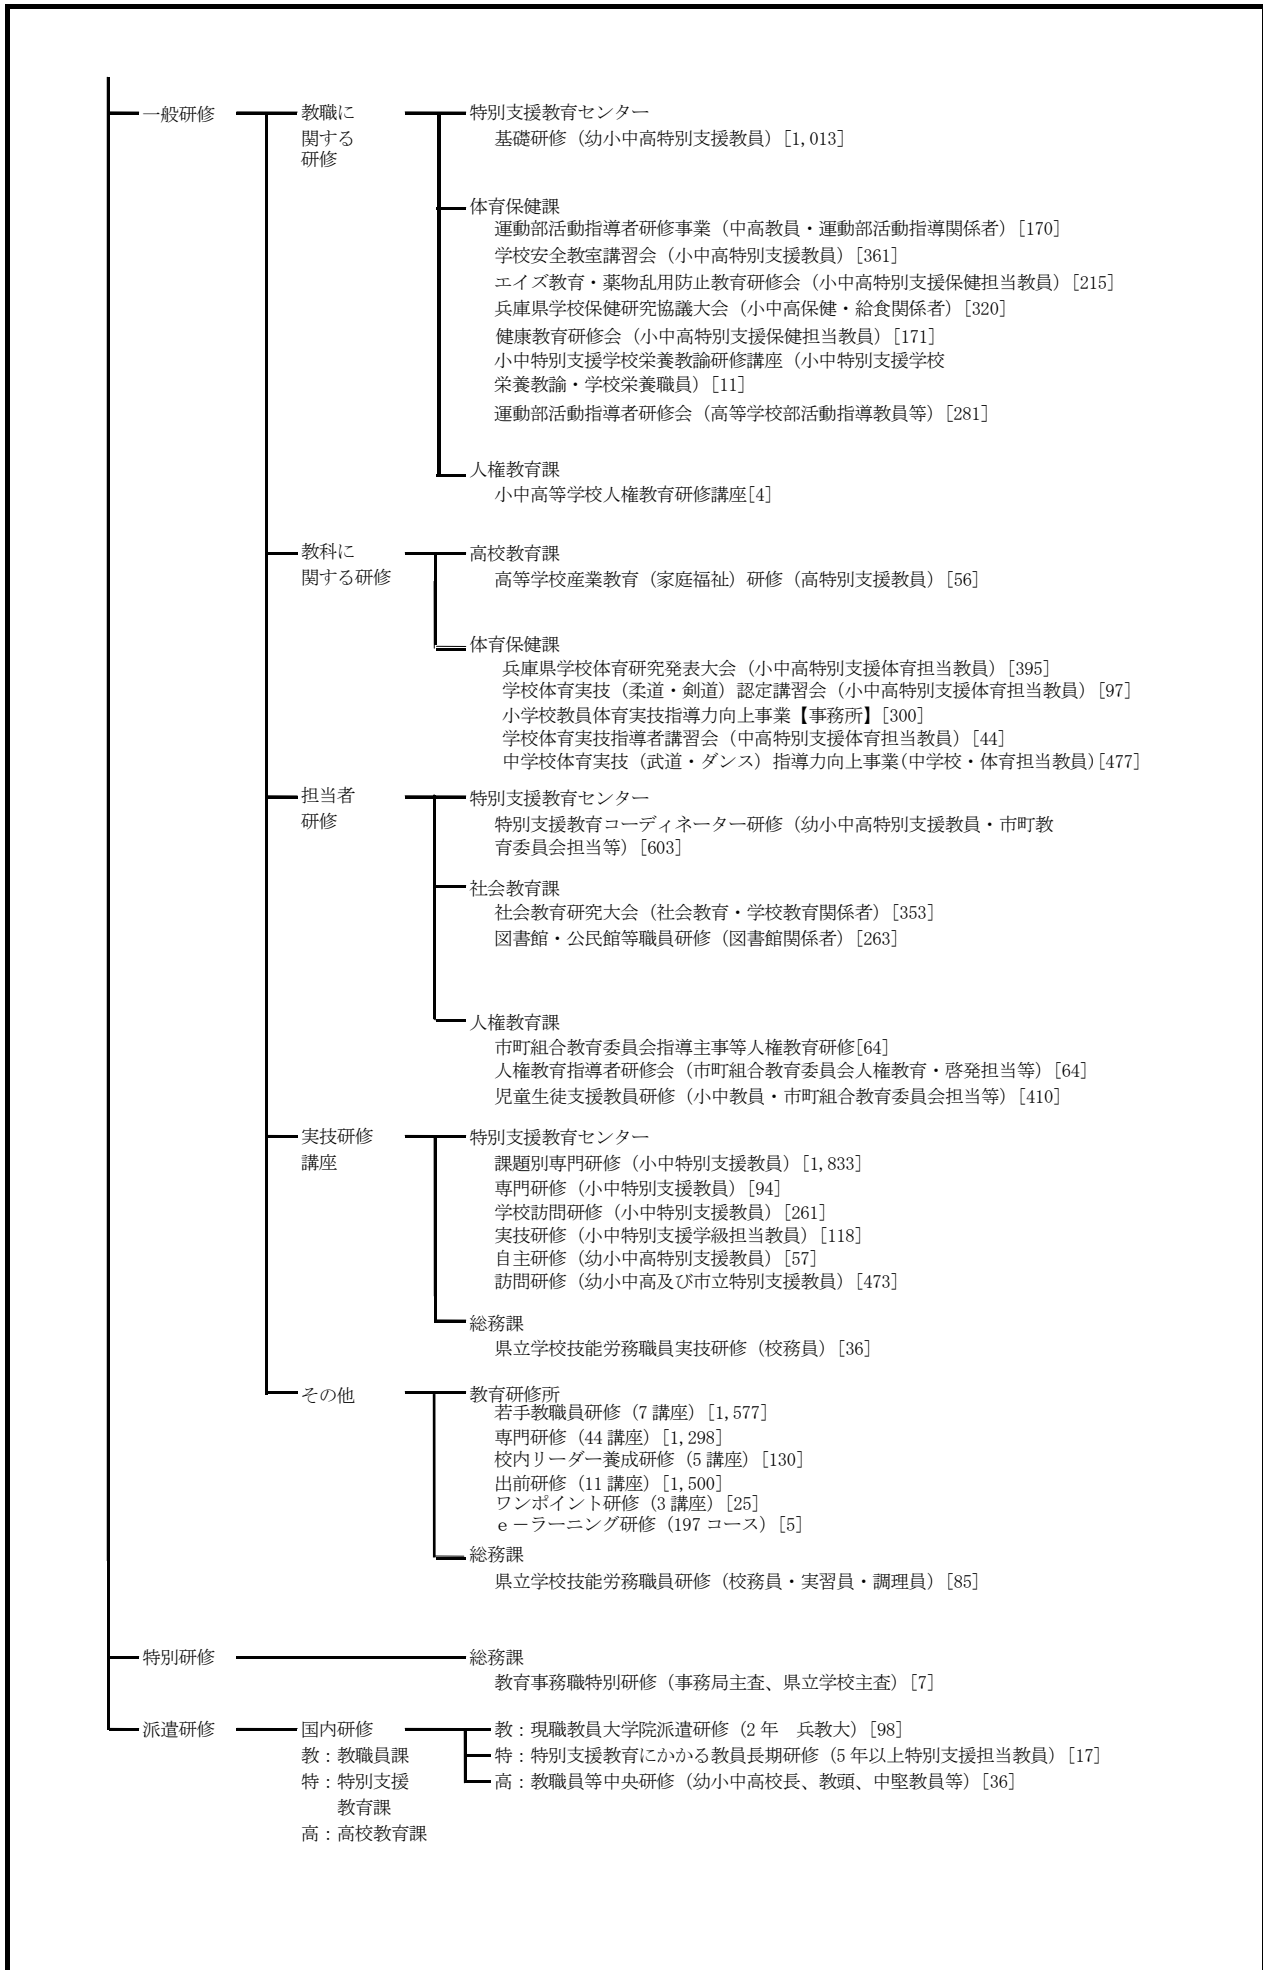 一般研修
教職に
関する
研修
特別支援教育センター
基礎研修（幼小中高特別支援教員）[1,013]
体育保健課
運動部活動指導者研修事業（中高教員・運動部活動指導関係者）[170]
学校安全教室講習会（小中高特別支援教員）[361]
エイズ教育・薬物乱用防止教育研修会（小中高特別支援保健担当教員）[215]
兵庫県学校保健研究協議大会（小中高保健・給食関係者）[320]
健康教育研修会（小中高特別支援保健担当教員）[171]
小中特別支援学校栄養教諭研修講座（小中特別支援学校
栄養教諭・学校栄養職員）[11]
運動部活動指導者研修会（高等学校部活動指導教員等）[281]
人権教育課
小中高等学校人権教育研修講座[4]
教科に
関する研修
高校教育課
高等学校産業教育（家庭福祉）研修（高特別支援教員）[56]
体育保健課
兵庫県学校体育研究発表大会（小中高特別支援体育担当教員）[395]
学校体育実技（柔道・剣道）認定講習会（小中高特別支援体育担当教員）[97]
小学校教員体育実技指導力向上事業【事務所】[300]
学校体育実技指導者講習会（中高特別支援体育担当教員）[44]
中学校体育実技（武道・ダンス）指導力向上事業(中学校・体育担当教員)[477]
担当者
研修
特別支援教育センター
特別支援教育コーディネーター研修（幼小中高特別支援教員・市町教
育委員会担当等）[603]
社会教育課
社会教育研究大会（社会教育・学校教育関係者）[353]
図書館・公民館等職員研修（図書館関係者）[263]
人権教育課
市町組合教育委員会指導主事等人権教育研修[64]
人権教育指導者研修会（市町組合教育委員会人権教育・啓発担当等）[64]
児童生徒支援教員研修（小中教員・市町組合教育委員会担当等）[410]
実技研修
講座
特別支援教育センター
課題別専門研修（小中特別支援教員）[1,833]
専門研修（小中特別支援教員）[94]
学校訪問研修（小中特別支援教員）[261]
実技研修（小中特別支援学級担当教員）[118]
自主研修（幼小中高特別支援教員）[57]
訪問研修（幼小中高及び市立特別支援教員）[473]
総務課
県立学校技能労務職員実技研修（校務員）[36]
その他
教育研修所
若手教職員研修（7 講座）[1,577]
専門研修（44 講座）[1,298]
校内リーダー養成研修（5 講座）[130]
出前研修（11 講座）[1,500]
ワンポイント研修（3 講座）[25]
ｅ－ラーニング研修（197 コース）[5]
総務課
県立学校技能労務職員研修（校務員・実習員・調理員）[85]
特別研修
総務課
教育事務職特別研修（事務局主査、県立学校主査）[7]
派遣研修
国内研修
教：教職員課
特：特別支援
教育課
高：高校教育課
教：現職教員大学院派遣研修（2 年　兵教大）[98]
特：特別支援教育にかかる教員長期研修（5 年以上特別支援担当教員）[17]
高：教職員等中央研修（幼小中高校長、教頭、中堅教員等）[36]